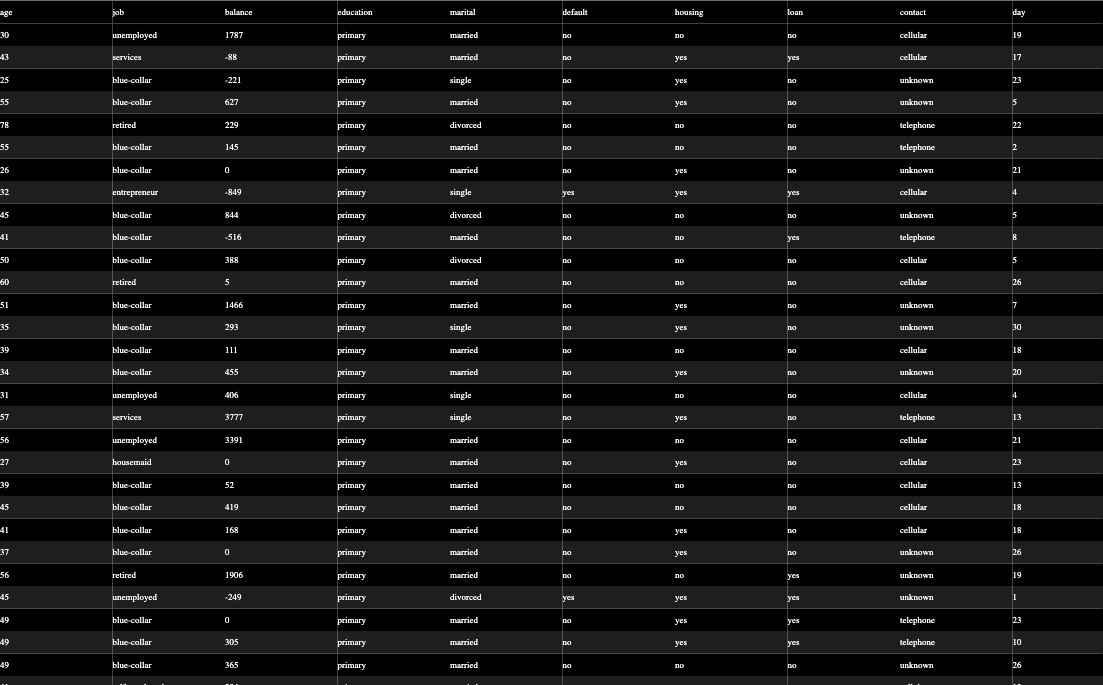 age job balance education marital default housing loan contact day
30 unemployed 1787 primary married no no no cellular 19
43 services -88 primary married no yes yes cellular 17
25 blue-collar -221 primary single no yes no unknown 23
55 blue-collar 627 primary married no yes no unknown 5
78 retired 229 primary divorced no no no telephone 22
55 blue-collar 145 primary married no no no telephone 2
26 blue-collar 0 primary married no yes no unknown 21
32 entrepreneur -849 primary single yes yes yes cellular 4
45 blue-collar 844 primary divorced no no no unknown 5
41 blue-collar -516 primary married no no yes telephone 8
50 blue-collar 388 primary divorced no no no cellular 5
60 retired 5 primary married no no no cellular 26
51 blue-collar 1466 primary married no yes no unknown 7
35 blue-collar 293 primary single no yes no unknown 30
39 blue-collar 111 primary married no no no cellular 18
34 blue-collar 455 primary married no yes no unknown 20
31 unemployed 406 primary single no no no cellular 4
57 services 3777 primary single no yes no telephone 13
56 unemployed 3391 primary married no no no cellular 21
27 housemaid 0 primary married no yes no cellular 23
39 blue-collar 52 primary married no no no cellular 13
45 blue-collar 419 primary married no no no cellular 18
41 blue-collar 168 primary married no yes no cellular 18
37 blue-collar 0 primary married no yes no unknown 26
56 retired 1906 primary married no no yes unknown 19
45 unemployed -249 primary divorced yes yes yes unknown 1
49 blue-collar 0 primary married no yes yes telephone 23
49 blue-collar 305 primary married no yes yes telephone 10
49 blue-collar 365 primary married no no no unknown 26